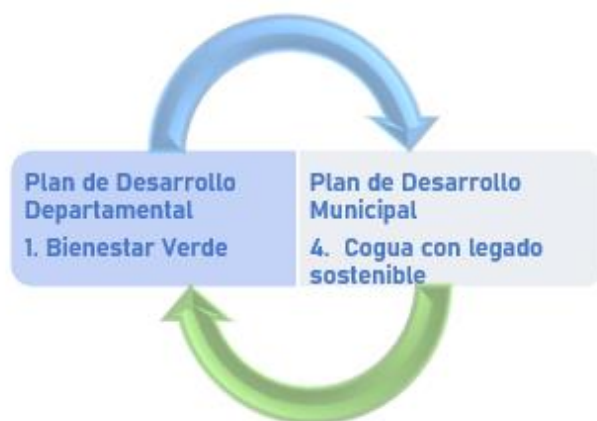 Plan de Desarrollo
Departamental
1. Bienestar Verde
Plan de Desarrollo
Municipal
4. Cogua con legado
sostenible